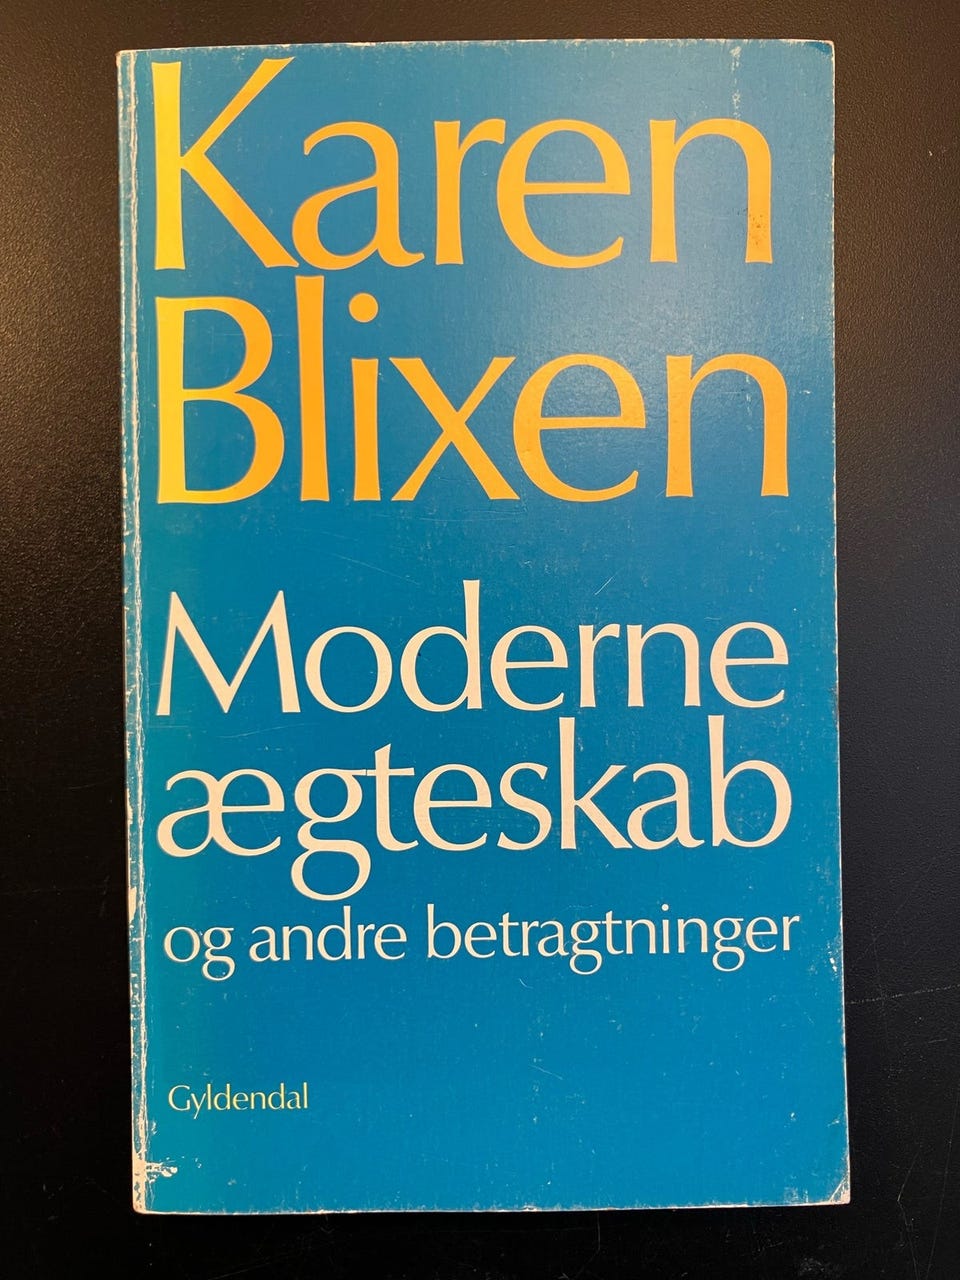 Karen
Blixen
Moderne
ægteskab
og andre betragtninger
Gyldendal